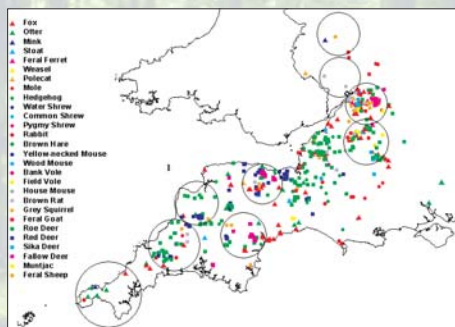 Fox
Otter
Mink
Stoat
Feral Ferret
Weasel
Polecat
Mole
Hedgehog
Water Shrew
Common Shrew
Pygmy Shrew
Rabbit
Brown Hare
Yellow-necked Mouse
Wood Mouse
Bank Vole
Field Vole
House Mouse
Brown Rat
Grey Squirrel
Feral Goat
Roe Deer
Red Deer
Sika Deer
Fallow Deer
Muntjac
Feral Sheep